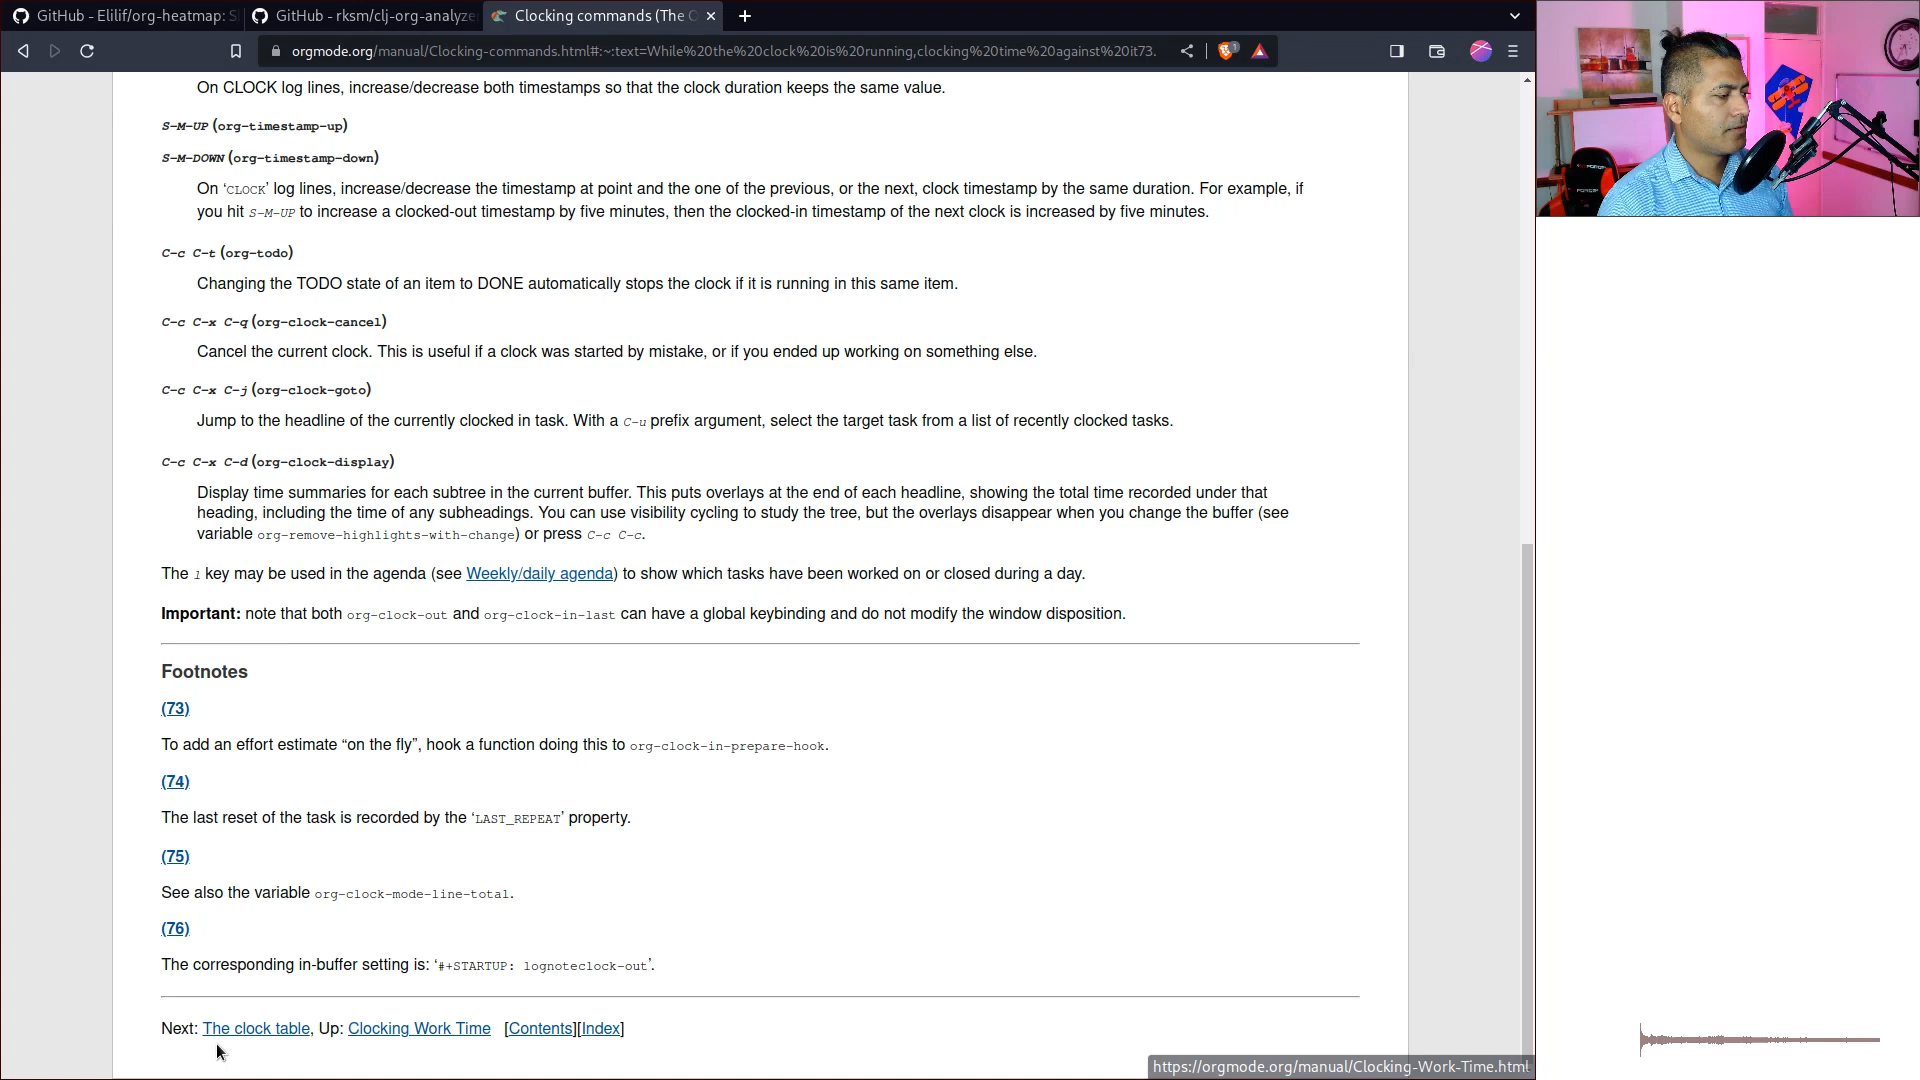 GitHub - Elilif/org-heatmap: S
GitHub - rksm/clj-org-analyze
Clocking commands (The O
orgmode.org/manual/Clocking-commands.html#:~:text=While%20the%20clock%20is%20running,clocking%20time%20against%20it73.
1
On CLOCK log lines, increase/decrease both timestamps so that the clock duration keeps the same value.
S-M-UP (org-timestamp-up)
S-M-DOWN (org-timestamp-down)
On ‘CLOCK’ log lines, increase/decrease the timestamp at point and the one of the previous, or the next, clock timestamp by the same duration. For example, if
you hit S-M-UP to increase a clocked-out timestamp by five minutes, then the clocked-in timestamp of the next clock is increased by five minutes.
C-c C-t (org-todo)
Changing the TODO state of an item to DONE automatically stops the clock if it is running in this same item.
C-c C-x C-q (org-clock-cancel)
Cancel the current clock. This is useful if a clock was started by mistake, or if you ended up working on something else.
C-c C-x C-j (org-clock-goto)
Jump to the headline of the currently clocked in task. With a C-u prefix argument, select the target task from a list of recently clocked tasks.
C-c C-x C-d (org-clock-display)
Display time summaries for each subtree in the current buffer. This puts overlays at the end of each headline, showing the total time recorded under that
heading, including the time of any subheadings. You can use visibility cycling to study the tree, but the overlays disappear when you change the buffer (see
variable org-remove-highlights-with-change) or press C-c C-c.
The l key may be used in the agenda (see Weekly/daily agenda) to show which tasks have been worked on or closed during a day.
Important: note that both org-clock-out and org-clock-in-last can have a global keybinding and do not modify the window disposition.
Footnotes
(73)
To add an effort estimate “on the fly”, hook a function doing this to org-clock-in-prepare-hook.
(74)
The last reset of the task is recorded by the ‘LAST_REPEAT’ property.
(75)
See also the variable org-clock-mode-line-total.
(76)
The corresponding in-buffer setting is: ‘#+STARTUP: lognoteclock-out’.
Next: The clock table, Up: Clocking Work Time [Contents][Index]
https://orgmode.org/manual/Clocking-Work-Time.html